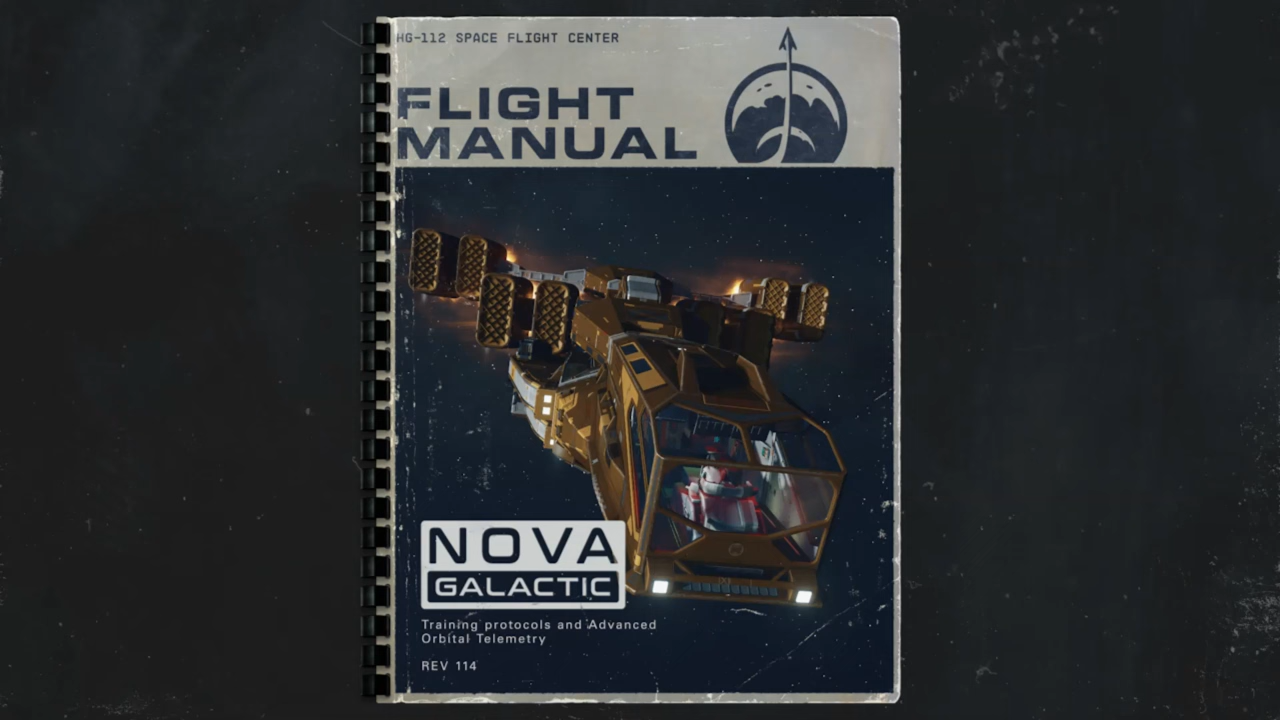 HG-112 SPACE FLIGHT CENTER
FLIGHT
MANUAL
NOVA
GALACTIC
Training protocols and Advanced
Orbital Telemetry
REV 114